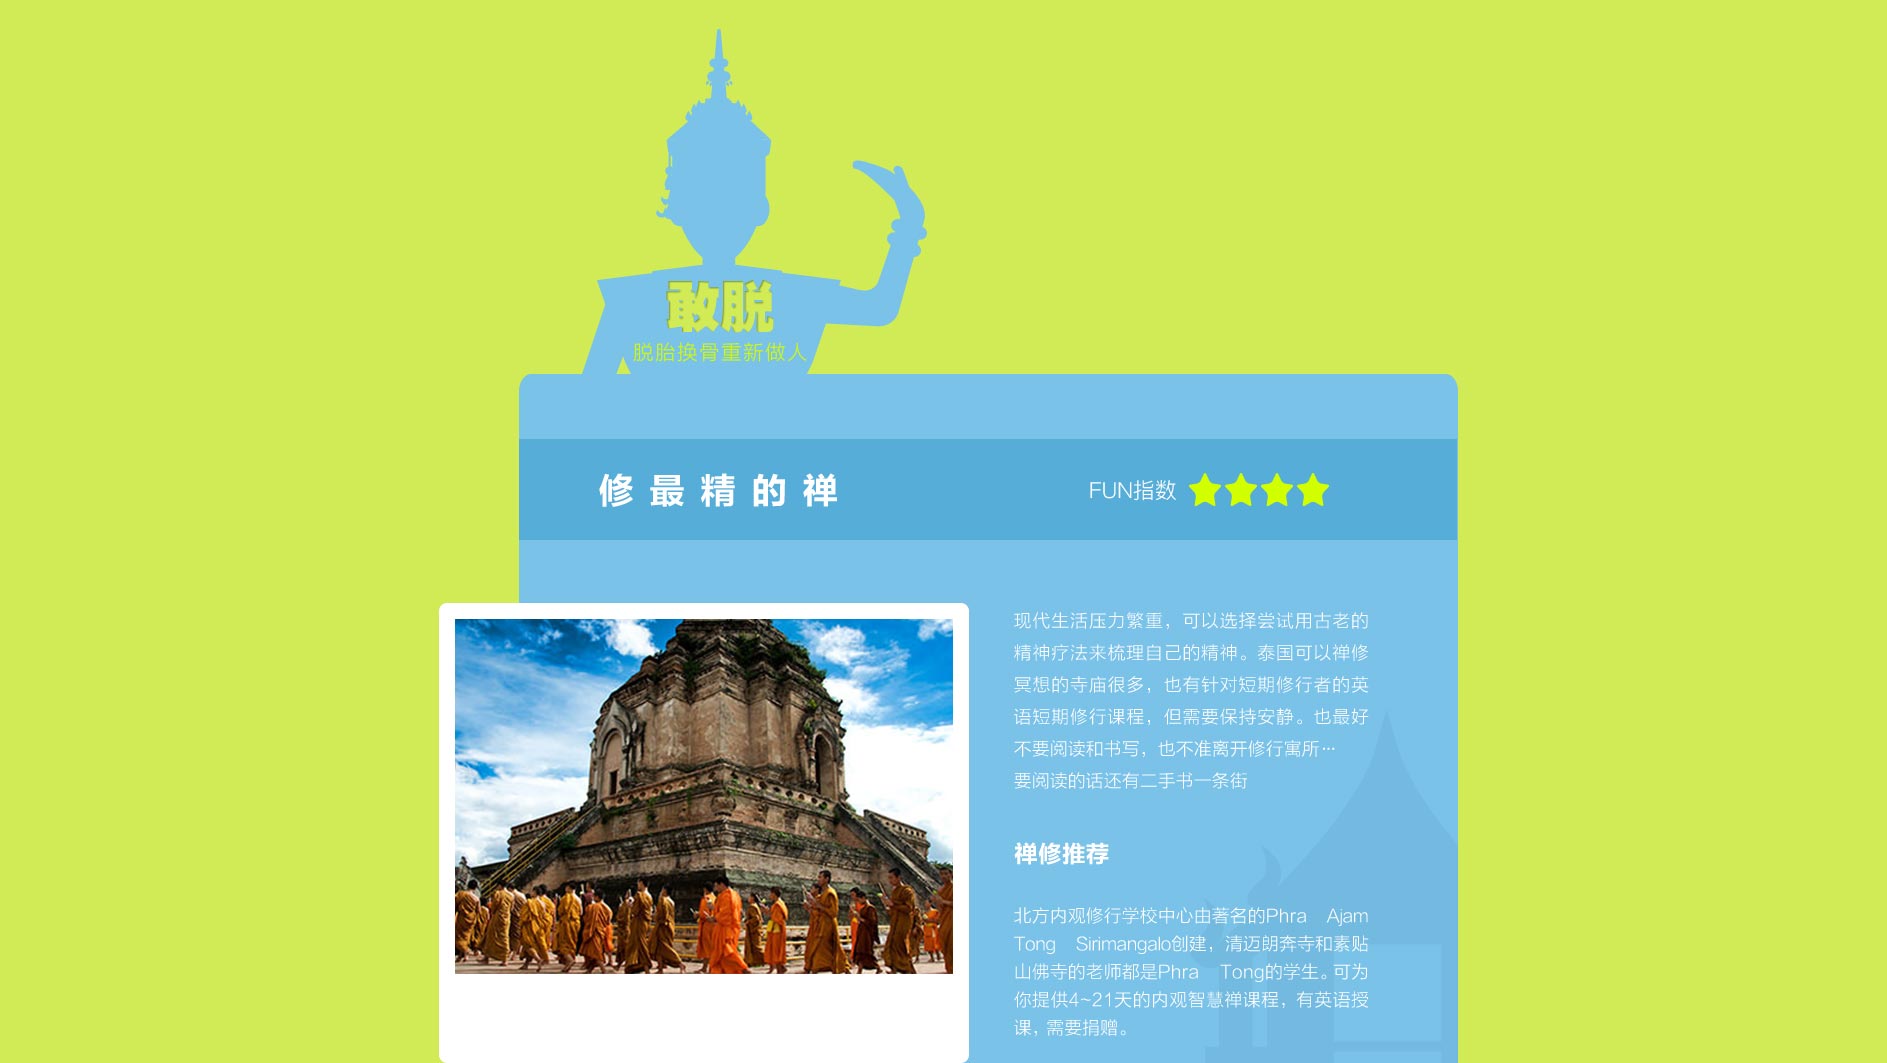 敢脱
脱胎换骨重新做人
修最精的禅
FUN指数
现代生活压力繁重，可以选择尝试用古老的
精神疗法来梳理自己的精神。泰国可以禅修
冥想的寺庙很多，也有针对短期修行者的英
语短期修行课程，但需要保持安静。也最好
不要阅读和书写，也不准离开修行寓所…
要阅读的话还有二手书一条街
禅修推荐
北方内观修行学校中心由著名的Phra Ajam
Tong Sirimangalo创建，清迈朗奔寺和素贴
山佛寺的老师都是Phra Tong的学生。可为
你提供4~21天的内观智慧禅课程，有英语授
课，需要捐赠。